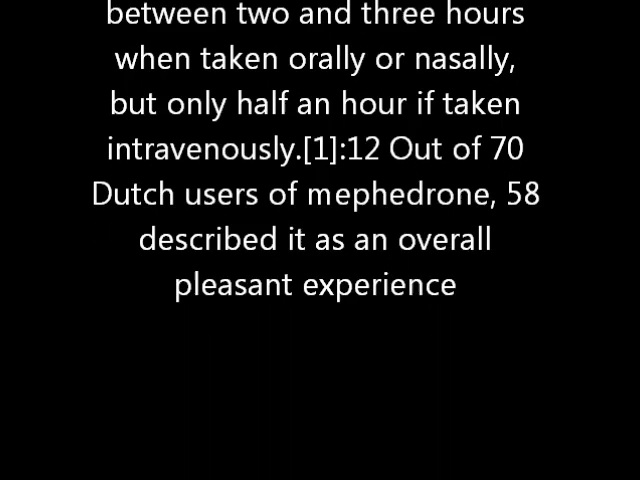 between two and three hours
when taken orally or nasally,
but only half an hour if taken
intravenously.[1]:12 Out of 70
Dutch users of mephedrone, 58
described it as an overall
pleasant experience